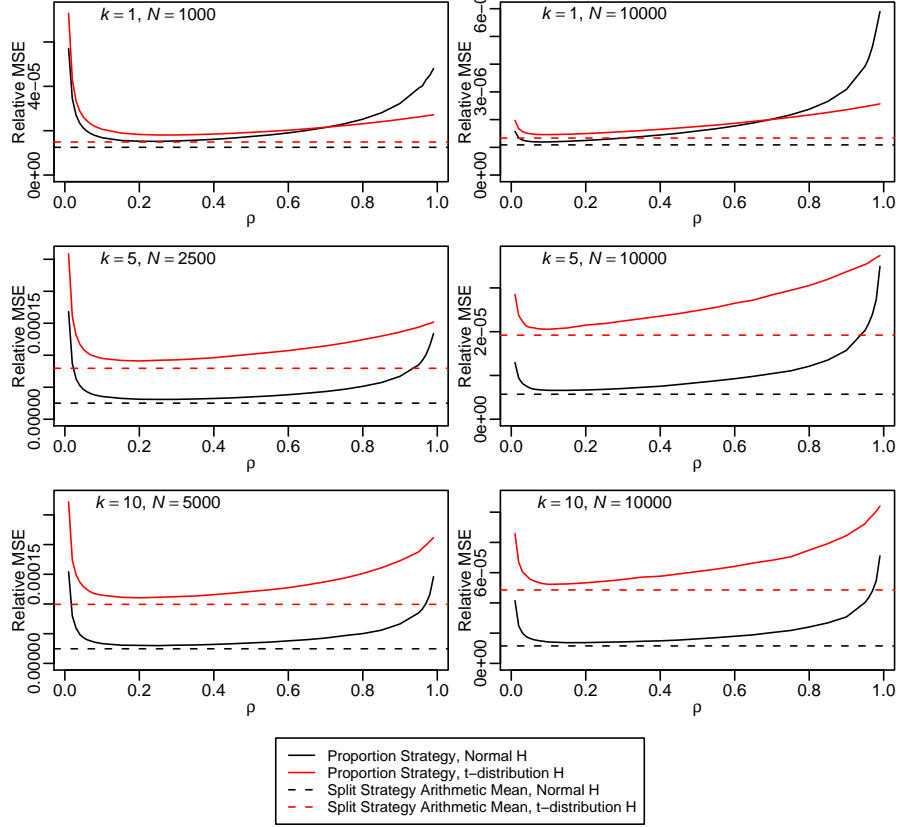 k = 1, N = 1000
Relative MSE
4e−05
0e+00
0.0 0.2 0.4 0.6 0.8 1.0
ρ
k = 1, N = 10000
Relative MSE
6e−0
3e−06
0e+00
0.0 0.2 0.4 0.6 0.8 1.0
ρ
k = 5, N = 2500
Relative MSE
0.00015
0.00000
0.0 0.2 0.4 0.6 0.8 1.0
ρ
k = 5, N = 10000
Relative MSE
2e−05
0e+00
0.0 0.2 0.4 0.6 0.8 1.0
ρ
k = 10, N = 5000
Relative MSE
0.00015
0.00000
0.0 0.2 0.4 0.6 0.8 1.0
ρ
k = 10, N = 10000
Relative MSE
6e−05
0e+00
0.0 0.2 0.4 0.6 0.8 1.0
ρ
Proportion Strategy, Normal H
Proportion Strategy, t−distribution H
Split Strategy Arithmetic Mean, Normal H
Split Strategy Arithmetic Mean, t−distribution H